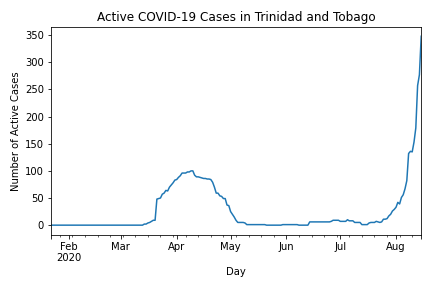 Active COVID-19 Cases in Trinidad and Tobago
350
300
250
200
150
100
50
0
Number of Active Cases
Feb Mar Apr May Jun Jul Aug
2020
Day